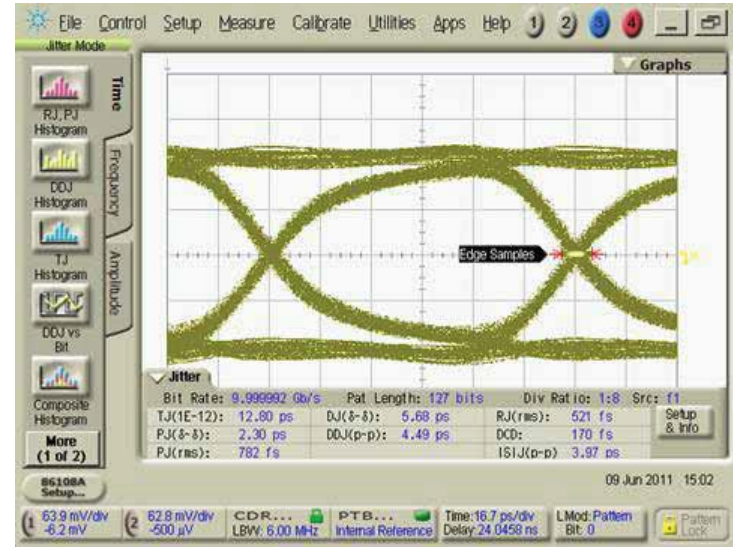 File Control Setup Measure Calibrate Utilities Apps Help 1 2 3 4
Jitter Mode
Graphs
RJ, PJ
Histogram
DDJ
Histogram
TJ
Histogram
DDJ vs
Bit
Composite
Histogram
More
(1 of 2)
Time
Frequency
Amplitude
Edge Samples
Jitter
Bit Rate: 9.999992 Gb/s Pat Length: 127 bits Div Ratio: 1:8 Src: f1
TJ(1E-12): 12.80 ps DJ(δ-δ): 5.68 ps RJ(rms): 521 fs
PJ(δ-δ): 2.30 ps DDJ(p-p): 4.49 ps DCD: 170 fs
PJ(rms): 782 fs ISIJ(p-p) 3.97 ps
Setup
& Info
86108A
Setup...
09 Jun 2011 15:02
1 63.9 mV/div
-6.2 mV
2 62.8 mV/div
-500 µV
CDR...
LBW: 6.00 MHz
PTB...
Internal Reference
Time:16.7 ps/div
Delay:24.0458 ns
LMod: Pattern
Bit: 0
Pattern
Lock